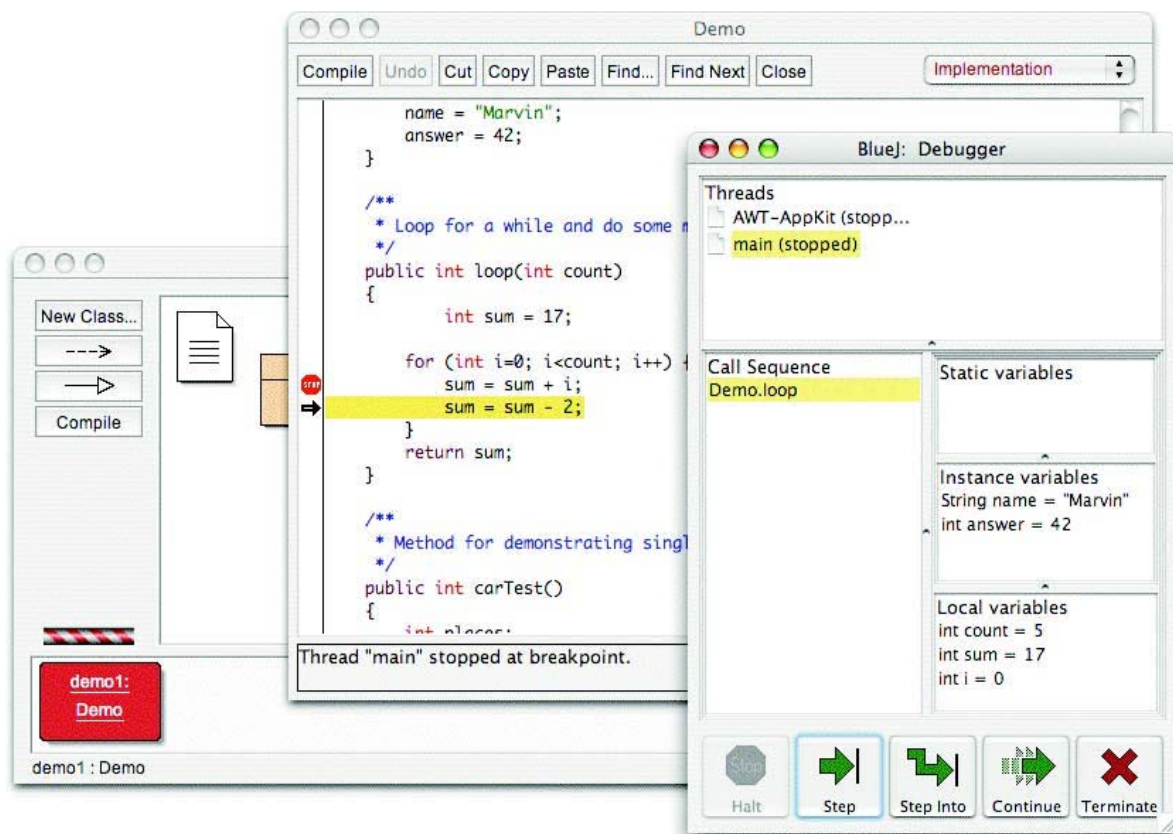 Demo
Compile Undo Cut Copy Paste Find... Find Next Close Implementation
name = "Marvin";
answer = 42;
}
/**
* Loop for a while and do some
*/
public int loop(int count)
{
int sum = 17;
for (int i=0; i<count; i++) {
STOP
sum = sum + i;
sum = sum - 2;
}
return sum;
}
/**
* Method for demonstrating
*/
public int carTest()
{
int places;
Thread "main" stopped at breakpoint.
New Class...
Compile
demo1:
Demo
demo1 : Demo
BlueJ: Debugger
Threads
AWT-AppKit (stopp...
main (stopped)
Call Sequence
Demo.loop
Static variables
Instance variables
String name = "Marvin"
int answer = 42
Local variables
int count = 5
int sum = 17
int i = 0
Stop
Halt Step Step Into Continue Terminate